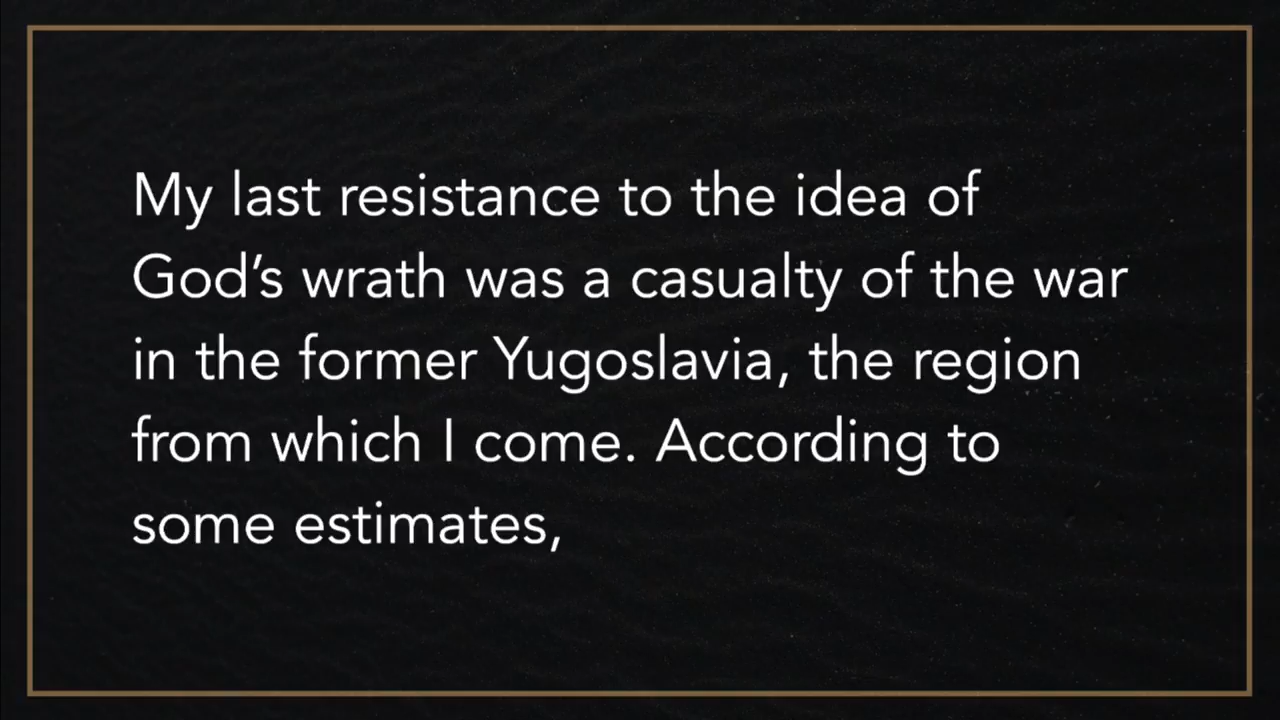 My last resistance to the idea of
God’s wrath was a casualty of the war
in the former Yugoslavia, the region
from which I come. According to
some estimates,